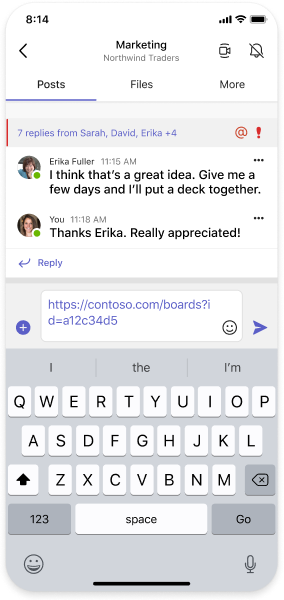 8:14
Marketing
Northwind Traders
Posts Files More
7 replies from Sarah, David, Erika +4 @ !
Erika Fuller 11:15 AM
I think that's a great idea. Give me a
few days and I'll put a deck together.
You 11:18 AM
Thanks Erika. Really appreciated!
Reply
https://contoso.com/boards?i
d=a12c34d5
I the I'm
Q W E R T Y U I O P
A S D F G H J K L
Z X C V B N M
123 space Go